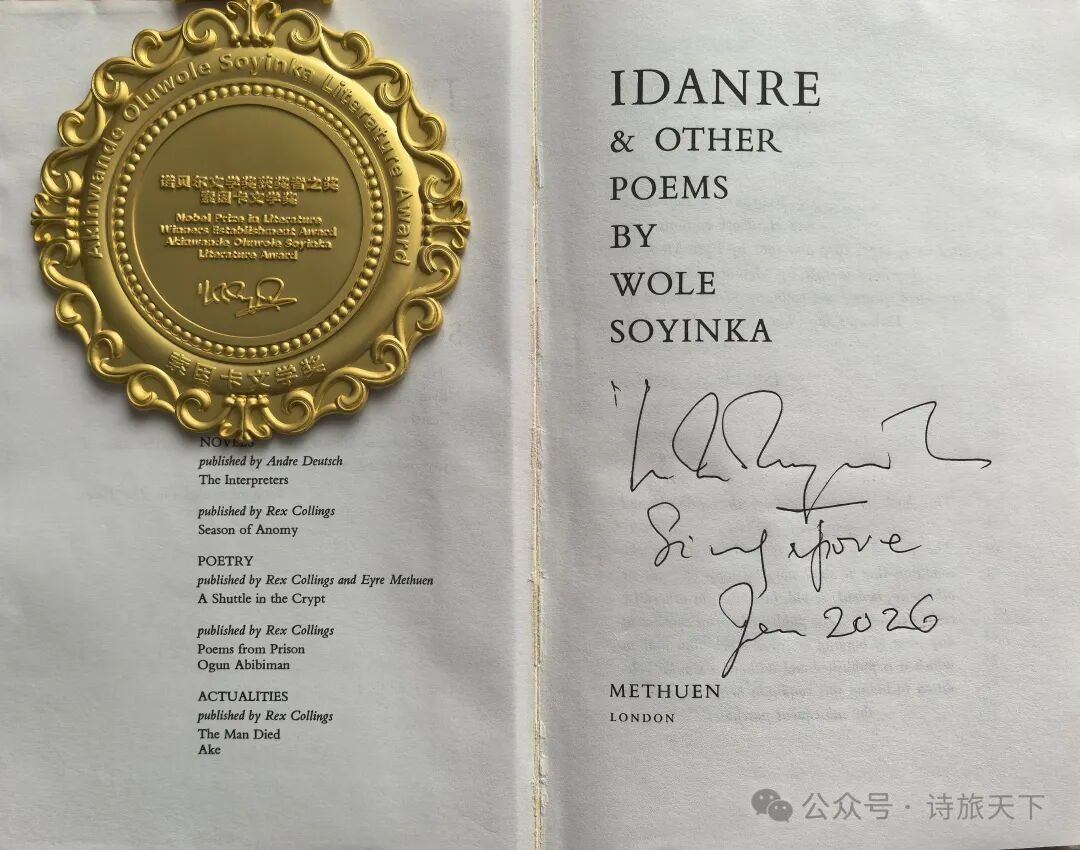 Akinwande Oluwole Soyinka Literature Award
诺贝尔文学奖获奖者之奖
索因卡文学奖
Nobel Prize in Literature
Winners Establishment Award
Akinwande Oluwole Soyinka
Literature Award
索因卡文学奖
NOVELS
published by Andre Deutsch
The Interpreters
published by Rex Collings
Season of Anomy
POETRY
published by Rex Collings and Eyre Methuen
A Shuttle in the Crypt
published by Rex Collings
Poems from Prison
Ogun Abibiman
ACTUALITIES
published by Rex Collings
The Man Died
Ake
IDANRE
& OTHER
POEMS
BY
WOLE
SOYINKA
Singapore
Jan 2026
METHUEN
LONDON
公众号·诗旅天下